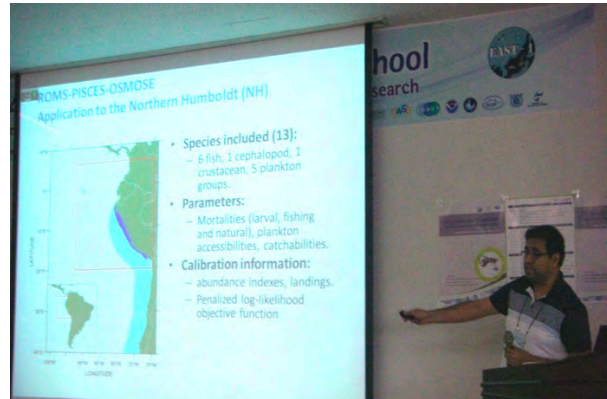 ROMS-PISCES-OSMOSE
Application to the Northern Humboldt (NH)
• Species included (13):
– 6 fish, 1 cephalopod, 1
crustacean, 5 plankton
groups.
• Parameters:
– Mortalities (larval, fishing
and natural), plankton
accessibilities, catchabilities.
• Calibration information:
– abundance indexes, landings.
– Penalized log-likelihood
objective function
LATITUDE
LONGITUDE
hool
search
EAST